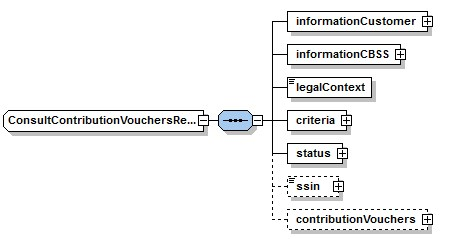 informationCustomer
informationCBSS
legalContext
ConsultContributionVouchersRe...
criteria
status
ssin
contributionVouchers